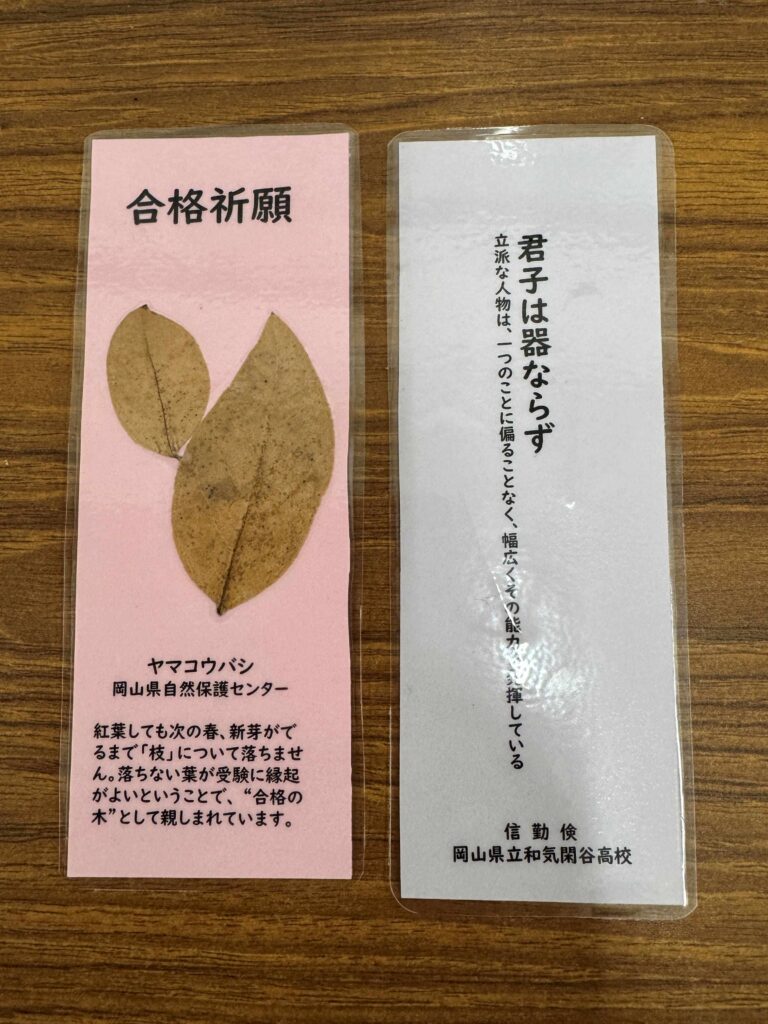 合格祈願
ヤマコウバシ
岡山県自然保護センター
紅葉しても次の春、新芽がで
るまで「枝」について落ちませ
ん。落ちない葉が受験に縁起
がよいということで、“合格の
木”として親しまれています。
君子は器ならず
立派な人物は、一つのことに偏ることなく、幅広くその能力 揮している
信勤倹
岡山県立和気閑谷高校